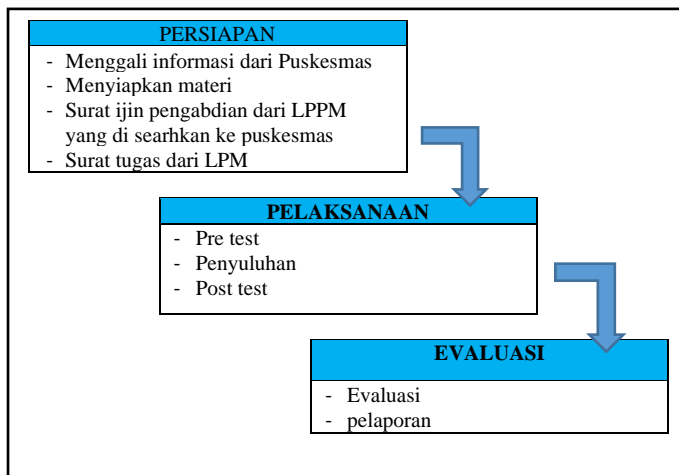 PERSIAPAN
- Menggali informasi dari Puskesmas
- Menyiapkan materi
- Surat ijin pengabdian dari LPPM
yang di searhkan ke puskesmas
- Surat tugas dari LPM
PELAKSANAAN
- Pre test
- Penyuluhan
- Post test
EVALUASI
- Evaluasi
- pelaporan